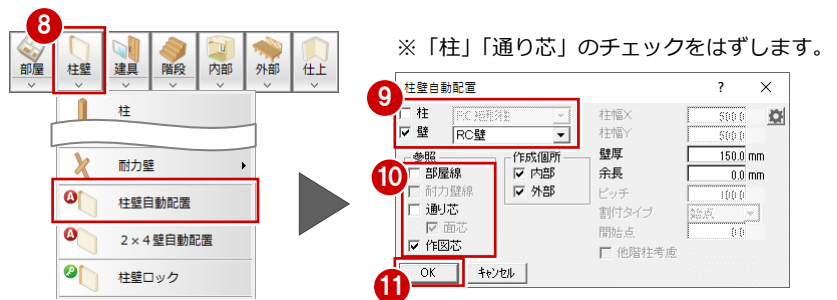 8
部屋 柱壁 建具 階段 内部 外部 仕上
柱
耐力壁
A 柱壁自動配置
A 2×4壁自動配置
柱壁ロック
※「柱」「通り芯」のチェックをはずします。
柱壁自動配置 ? ×
9
柱 RC矩形柱
壁 RC壁
10
参照
部屋線
耐力壁線
通り芯
面芯
作図芯
作成個所
内部
外部
柱幅X 500.0
柱幅Y 500.0
壁厚 150.0 mm
余長 0.0 mm
ピッチ 100.0
割付タイプ 始点
開始点 0.0
他階柱考慮
11
OK キャンセル